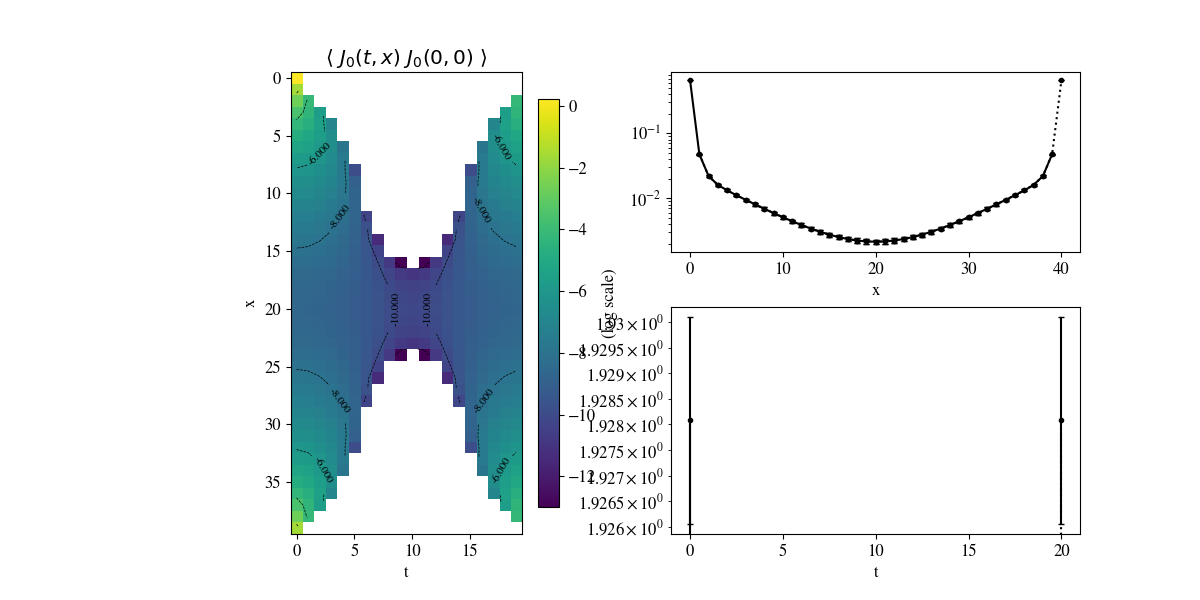 ⟨ J₀(t, x) J₀(0, 0) ⟩
0
5
10
15
20
25
30
35
x
0
5
10
15
t
-6.000
-6.000
-8.000
-8.000
-10.000
-10.000
-8.000
-8.000
-6.000
-6.000
0
−2
−4
−6
−8
−10
−12
(log scale)
10⁻¹
10⁻²
0
10
20
30
40
x
1.93 × 10⁰
1.9295 × 10⁰
1.929 × 10⁰
1.9285 × 10⁰
1.928 × 10⁰
1.9275 × 10⁰
1.927 × 10⁰
1.9265 × 10⁰
1.926 × 10⁰
0
5
10
15
20
t